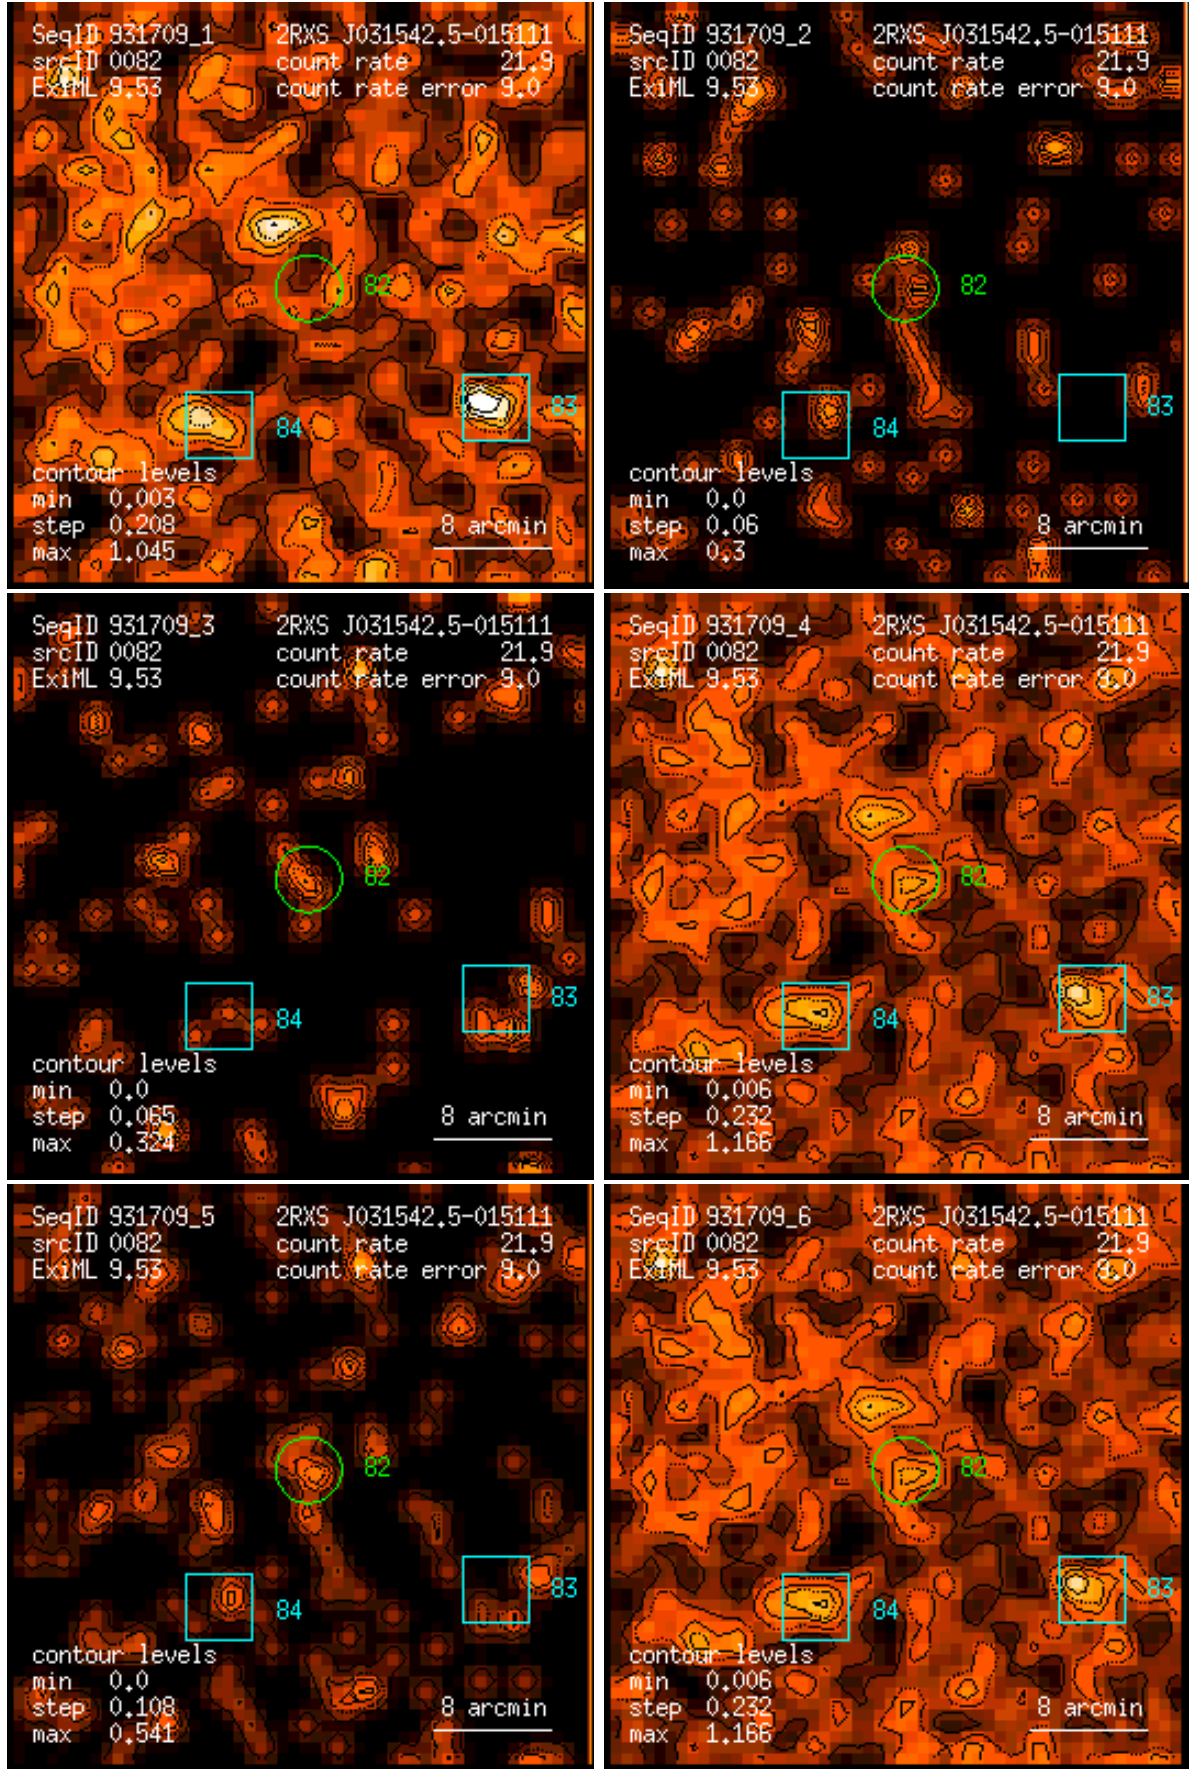 SeqID 931709_1 2RXS J031542.5-015111
srcID 0082 count rate 21.9
ExiML 9.53 count rate error 9.0
82
83
84
contour levels
min 0.003
step 0.208
max 1.045
8 arcmin
SeqID 931709_2 2RXS J031542.5-015111
srcID 0082 count rate 21.9
ExiML 9.53 count rate error 9.0
82
83
84
contour levels
min 0.0
step 0.06
max 0.3
8 arcmin
SeqID 931709_3 2RXS J031542.5-015111
srcID 0082 count rate 21.9
ExiML 9.53 count rate error 9.0
82
83
84
contour levels
min 0.0
step 0.065
max 0.324
8 arcmin
SeqID 931709_4 2RXS J031542.5-015111
srcID 0082 count rate 21.9
ExiML 9.53 count rate error 9.0
82
83
84
contour levels
min 0.006
step 0.232
max 1.166
8 arcmin
SeqID 931709_5 2RXS J031542.5-015111
srcID 0082 count rate 21.9
ExiML 9.53 count rate error 9.0
82
83
84
contour levels
min 0.0
step 0.108
max 0.541
8 arcmin
SeqID 931709_6 2RXS J031542.5-015111
srcID 0082 count rate 21.9
ExiML 9.53 count rate error 9.0
82
83
84
contour levels
min 0.006
step 0.232
max 1.166
8 arcmin